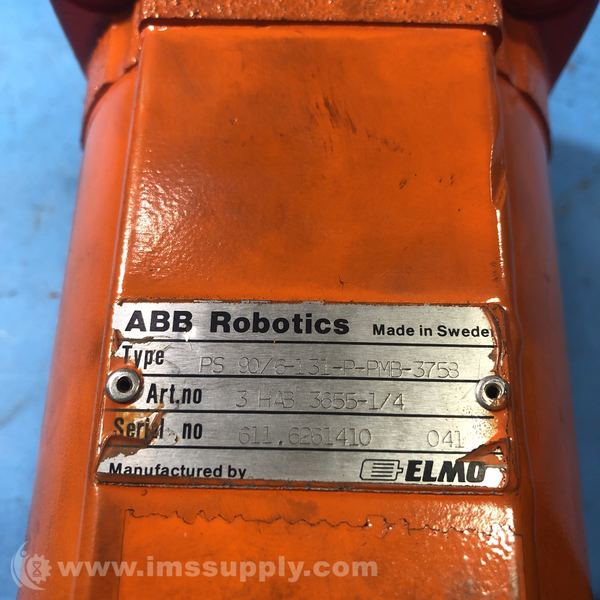 ABB Robotics Made in Sweden
Type PS 90/6-131-P-PMB-3758
Art.no 3 HAB 3655-1/4
Serial no 611.6261410 041
Manufactured by ELMO
© www.imssupply.com